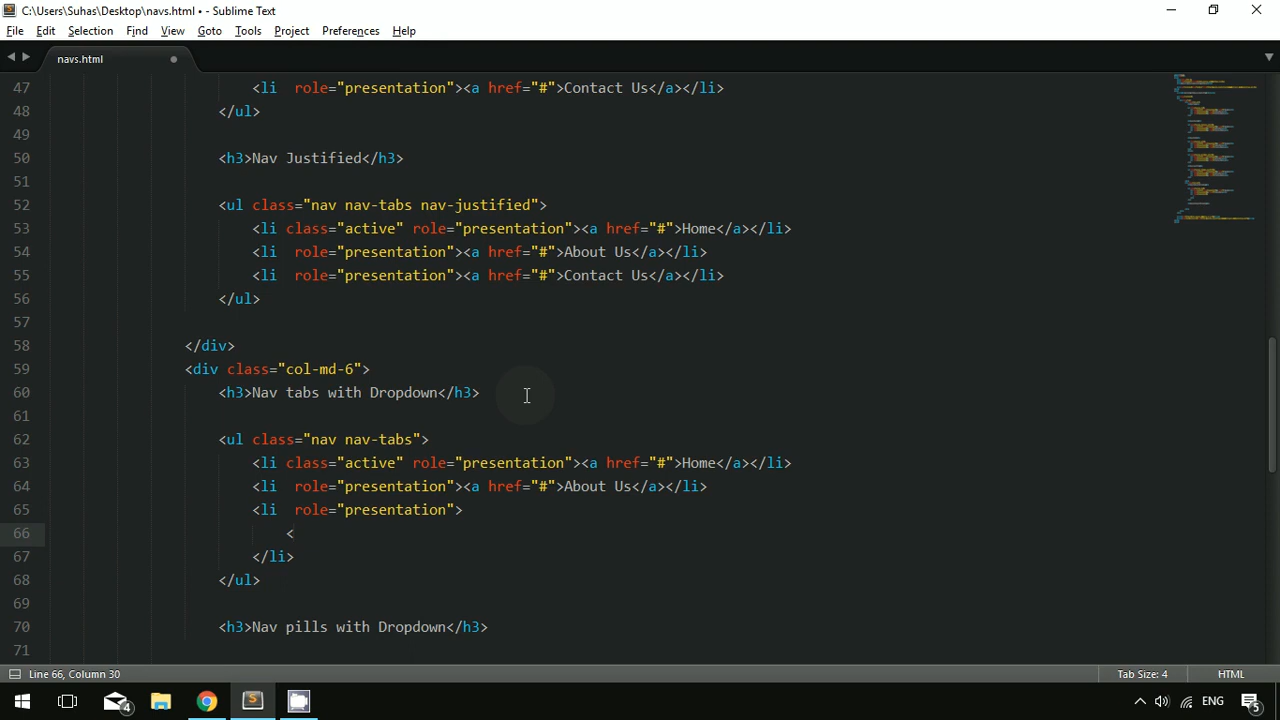 C:\Users\Suhas\Desktop\navs.html • - Sublime Text
File Edit Selection Find View Goto Tools Project Preferences Help
navs.html
47 <li  role="presentation"><a href="#">Contact Us</a></li>
48 </ul>
49
50 <h3>Nav Justified</h3>
51
52 <ul class="nav nav-tabs nav-justified">
53 <li class="active" role="presentation"><a href="#">Home</a></li>
54 <li  role="presentation"><a href="#">About Us</a></li>
55 <li  role="presentation"><a href="#">Contact Us</a></li>
56 </ul>
57
58 </div>
59 <div class="col-md-6">
60 <h3>Nav tabs with Dropdown</h3>
61
62 <ul class="nav nav-tabs">
63 <li class="active" role="presentation"><a href="#">Home</a></li>
64 <li  role="presentation"><a href="#">About Us</a></li>
65 <li  role="presentation">
66 <
67 </li>
68 </ul>
69
70 <h3>Nav pills with Dropdown</h3>
71
Line 66, Column 30 Tab Size: 4 HTML
4 S ENG 5